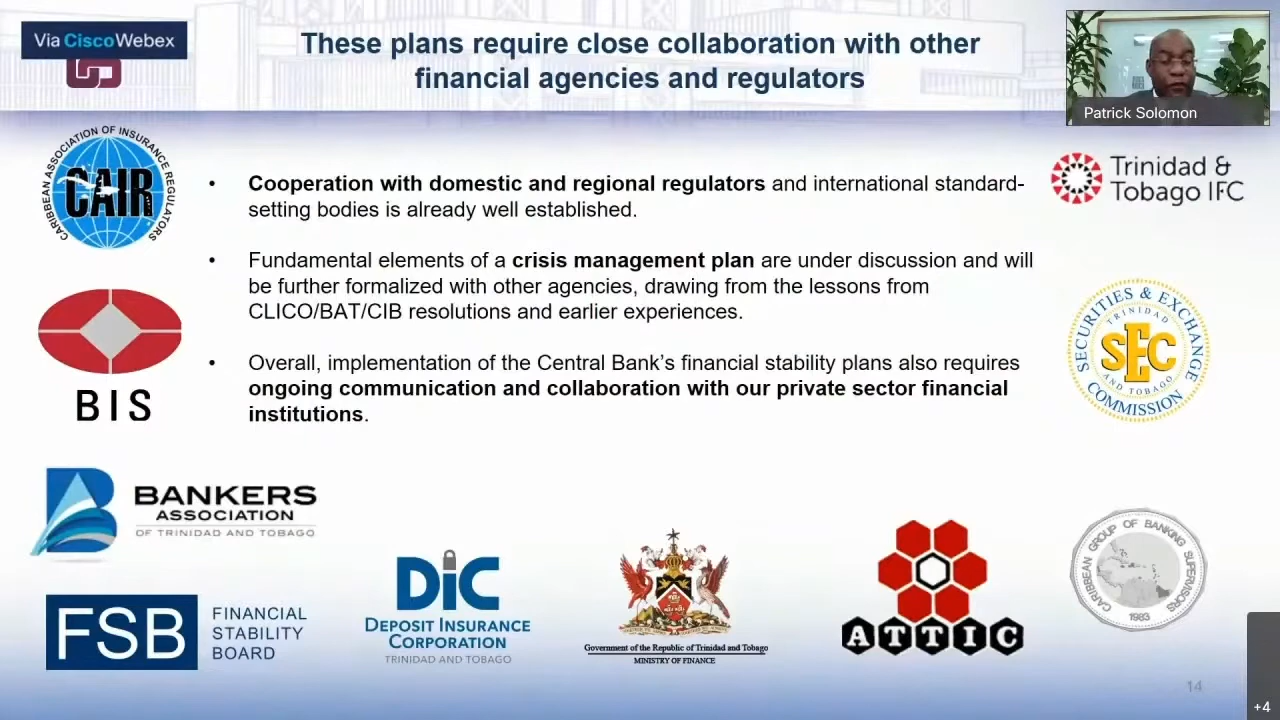 Via Cisco Webex
These plans require close collaboration with other
financial agencies and regulators
Patrick Solomon
CARIBBEAN ASSOCIATION OF INSURANCE REGULATORS
CAIR
Trinidad &
Tobago IFC
• Cooperation with domestic and regional regulators and international standard-
setting bodies is already well established.
• Fundamental elements of a crisis management plan are under discussion and will
be further formalized with other agencies, drawing from the lessons from
CLICO/BAT/CIB resolutions and earlier experiences.
• Overall, implementation of the Central Bank’s financial stability plans also requires
ongoing communication and collaboration with our private sector financial
institutions.
BIS
SECURITIES & EXCHANGE
COMMISSION
TRINIDAD
SEC
AND TOBAGO
BANKERS
ASSOCIATION
OF TRINIDAD AND TOBAGO
FSB
FINANCIAL
STABILITY
BOARD
DiC
DEPOSIT INSURANCE
CORPORATION
TRINIDAD AND TOBAGO
Government of the Republic of Trinidad and Tobago
MINISTRY OF FINANCE
ATTIC
CARIBBEAN GROUP OF BANKING SUPERVISORS
1983
14
+4